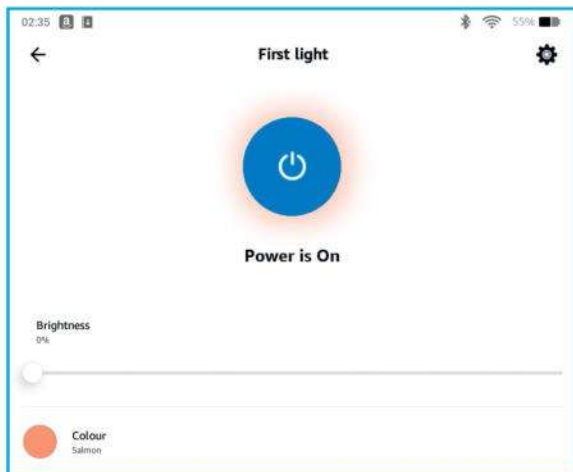 02:35 55%
First light
Power is On
Brightness
0%
Colour
Salmon